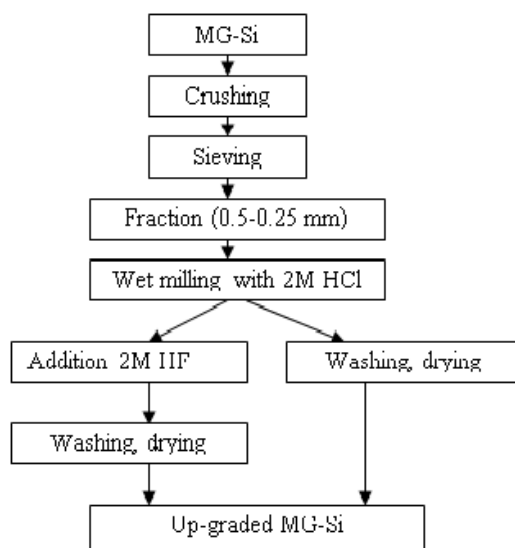 MG-Si
Crushing
Sieving
Fraction (0.5-0.25 mm)
Wet milling with 2M HCl
Addition 2M HF
Washing, drying
Washing, drying
Up-graded MG-Si